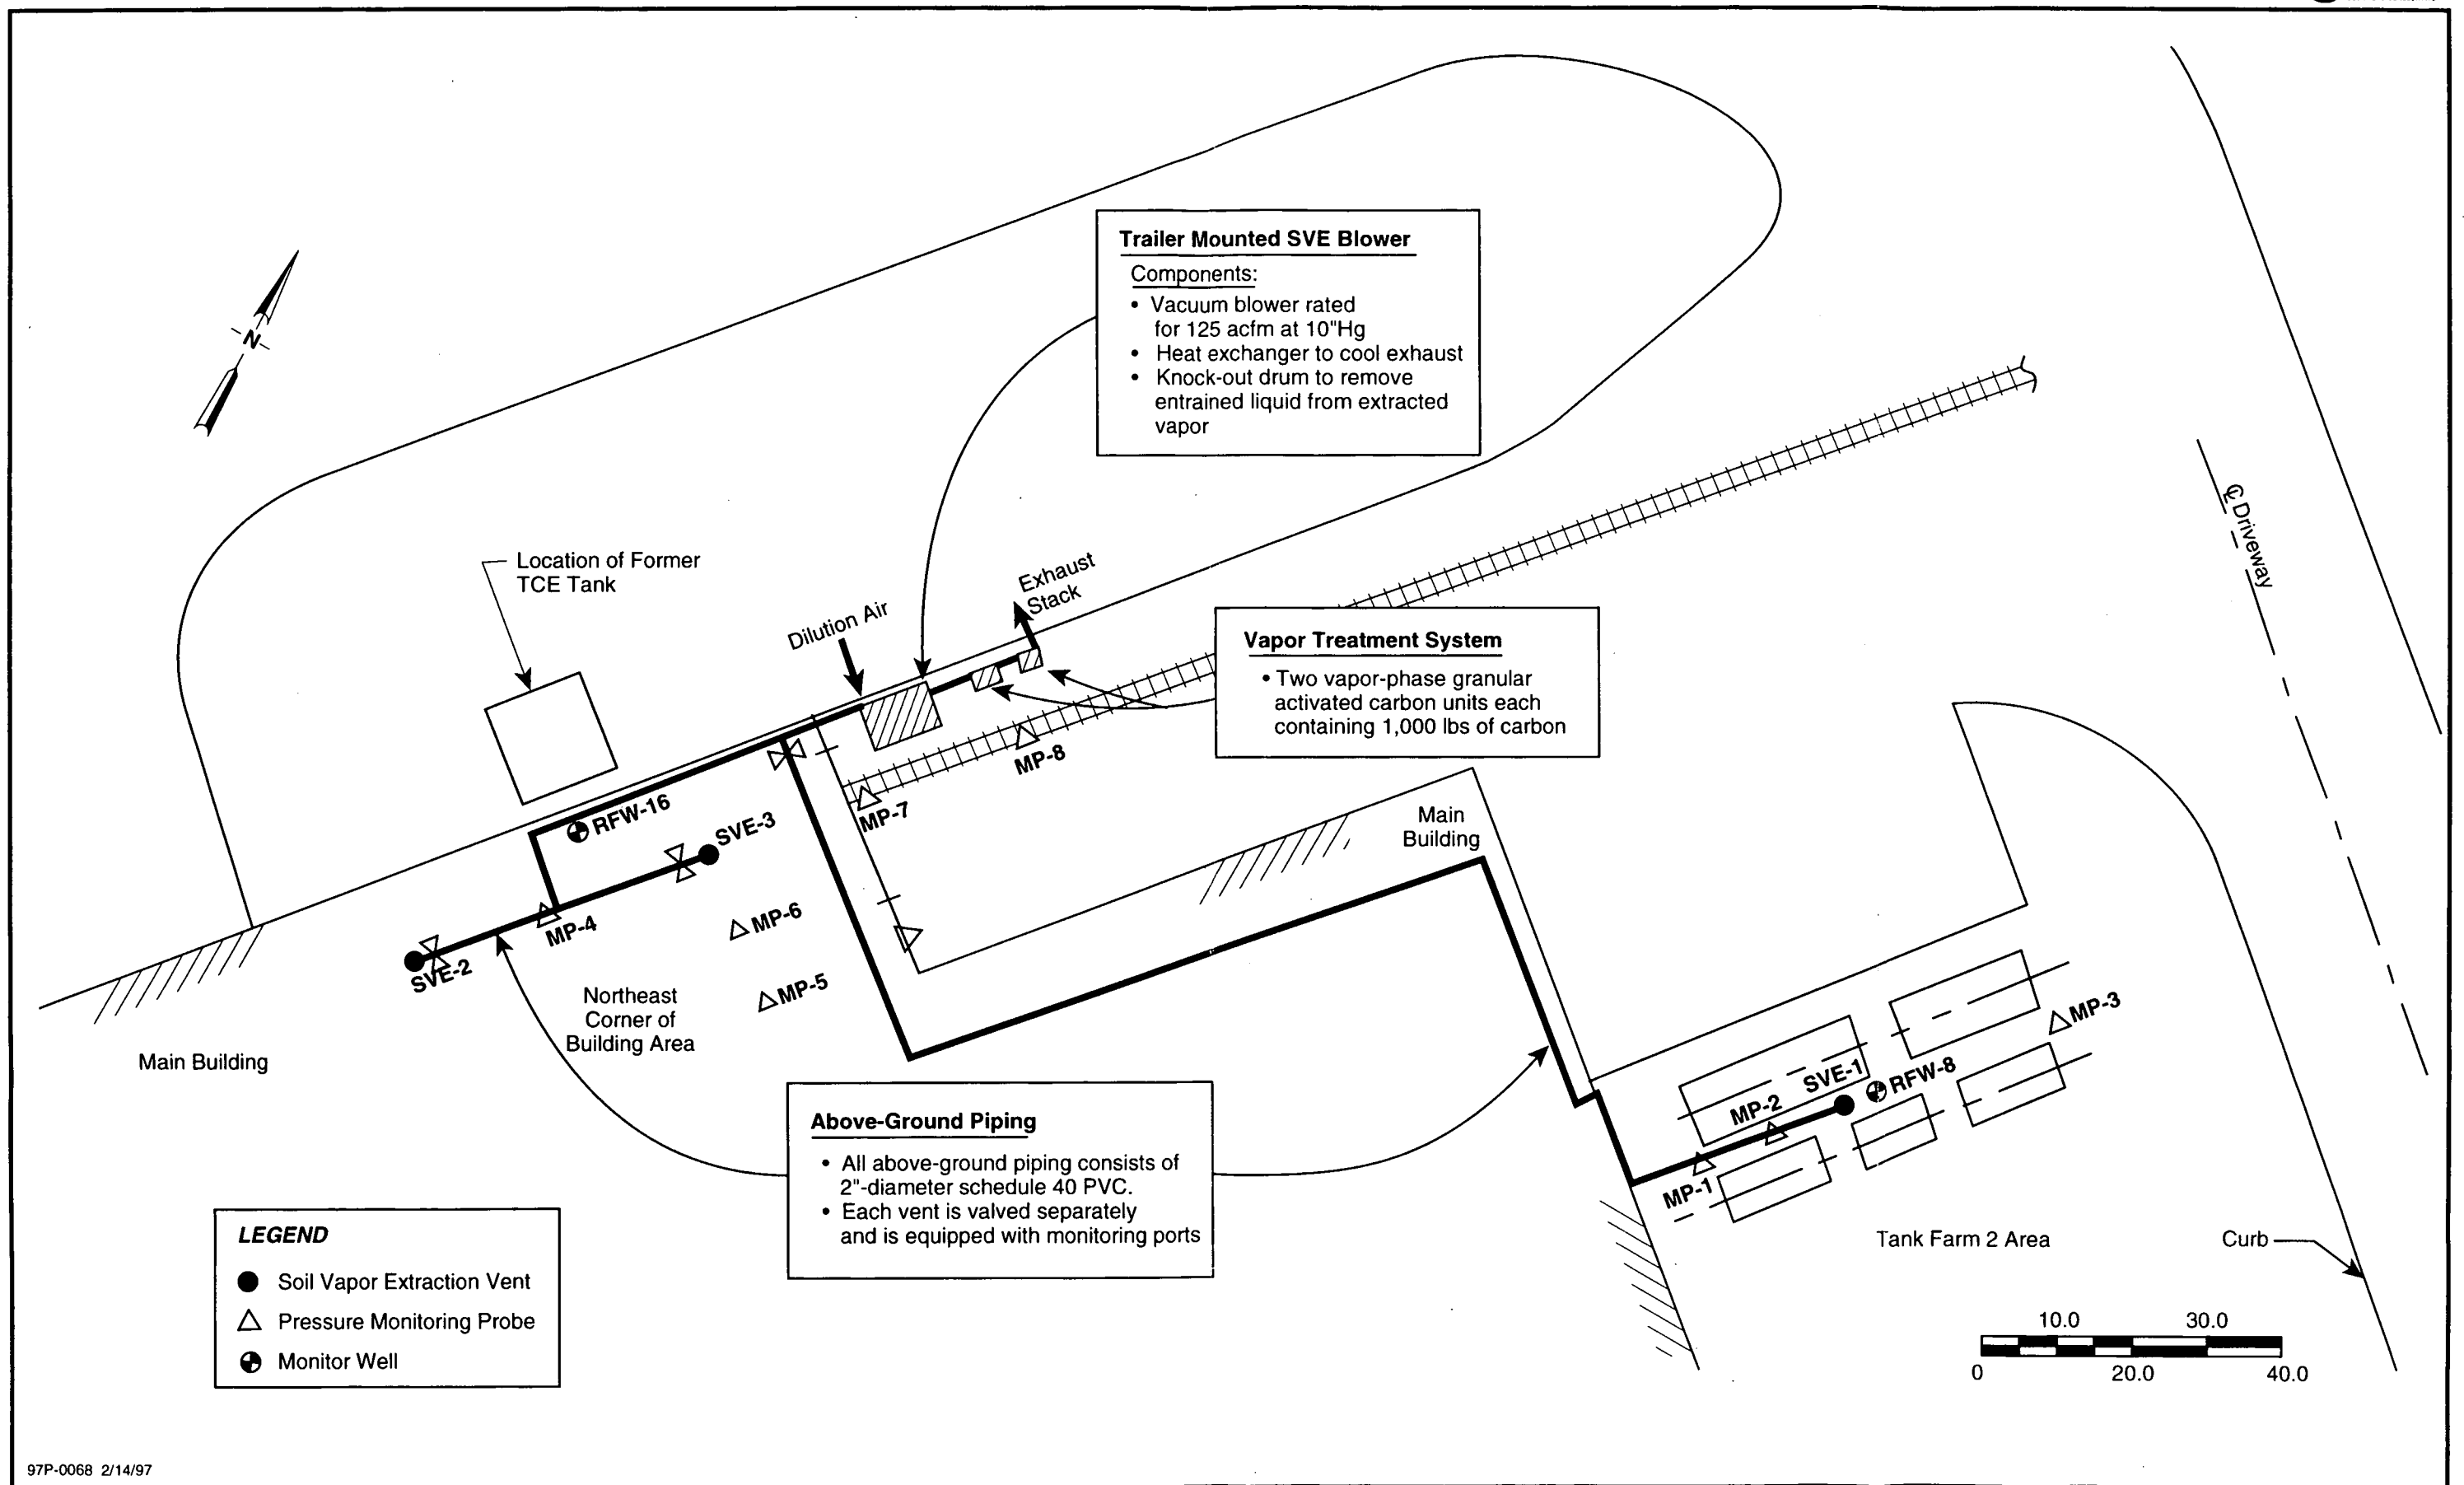 Trailer Mounted SVE Blower
Components:
• Vacuum blower rated
for 125 acfm at 10"Hg
• Heat exchanger to cool exhaust
• Knock-out drum to remove
entrained liquid from extracted
vapor
N
℄ Driveway
Location of Former
TCE Tank
Dilution Air
Exhaust
Stack
Vapor Treatment System
• Two vapor-phase granular
activated carbon units each
containing 1,000 lbs of carbon
MP-8
MP-7
RFW-16
SVE-3
Main
Building
MP-4
MP-6
SVE-2
MP-5
Northeast
Corner of
Building Area
Main Building
MP-3
SVE-1
RFW-8
MP-2
MP-1
Above-Ground Piping
• All above-ground piping consists of
2"-diameter schedule 40 PVC.
• Each vent is valved separately
and is equipped with monitoring ports
Tank Farm 2 Area
Curb
LEGEND
Soil Vapor Extraction Vent
Pressure Monitoring Probe
Monitor Well
10.0 30.0
0 20.0 40.0
97P-0068 2/14/97